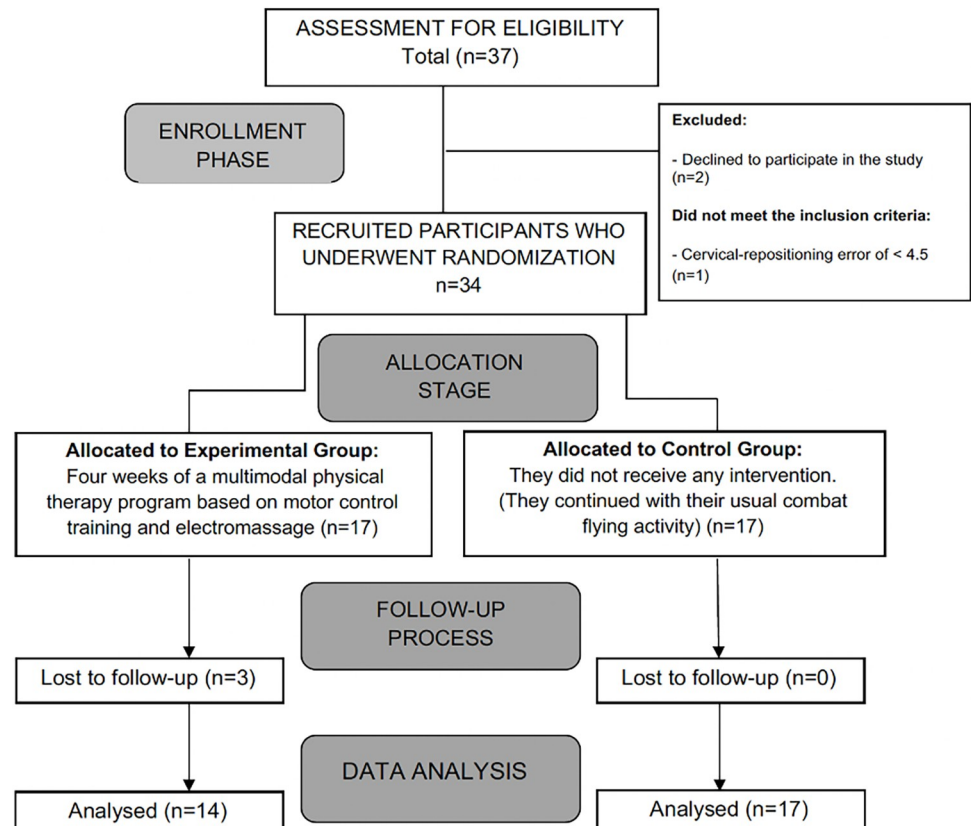 ASSESSMENT FOR ELIGIBILITY
Total (n=37)
ENROLLMENT
PHASE
Excluded:
- Declined to participate in the study
(n=2)
Did not meet the inclusion criteria:
- Cervical-repositioning error of < 4.5
(n=1)
RECRUITED PARTICIPANTS WHO
UNDERWENT RANDOMIZATION
n=34
ALLOCATION
STAGE
Allocated to Experimental Group:
Four weeks of a multimodal physical
therapy program based on motor control
training and electromassage (n=17)
Allocated to Control Group:
They did not receive any intervention.
(They continued with their usual combat
flying activity) (n=17)
FOLLOW-UP
PROCESS
Lost to follow-up (n=3)
Lost to follow-up (n=0)
DATA ANALYSIS
Analysed (n=14)
Analysed (n=17)